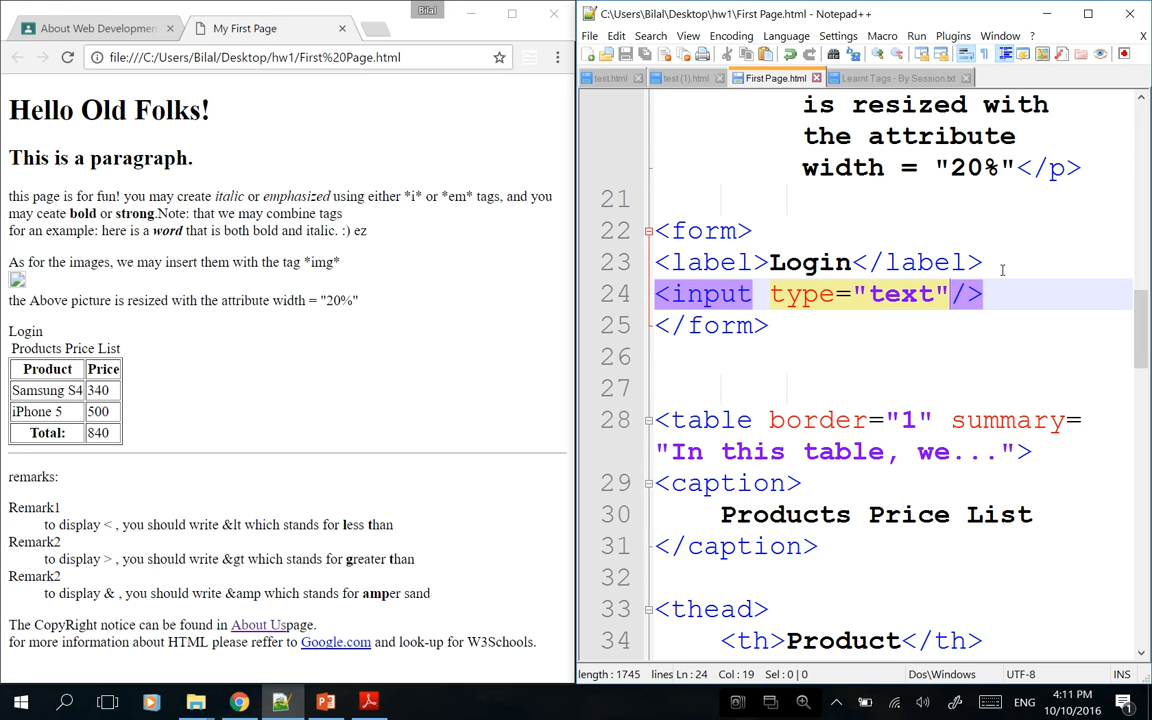 Bilal
About Web Developmen
My First Page
file:///C:/Users/Bilal/Desktop/hw1/First%20Page.html
Hello Old Folks!
This is a paragraph.
this page is for fun! you may create italic or emphasized using either *i* or *em* tags, and you
may ceate bold or strong.Note: that we may combine tags
for an example: here is a word that is both bold and italic. :) ez
As for the images, we may insert them with the tag *img*
the Above picture is resized with the attribute width = "20%"
Login
Products Price List
Product Price
Samsung S4 340
iPhone 5 500
Total: 840
remarks:
Remark1
to display < , you should write &lt which stands for less than
Remark2
to display > , you should write &gt which stands for greater than
Remark2
to display & , you should write &amp which stands for amper sand
The CopyRight notice can be found in About Uspage.
for more information about HTML please reffer to Google.com and look-up for W3Schools.
C:\Users\Bilal\Desktop\hw1\First Page.html - Notepad++
File Edit Search View Encoding Language Settings Macro Run Plugins Window ? X
test.html test (1).html First Page.html Learnt Tags - By Session.txt
is resized with
the attribute
width = "20%"</p>
21
22 <form>
23 <label>Login</label>
24 <input type="text"/>
25 </form>
26
27
28 <table border="1" summary=
"In this table, we...">
29 <caption>
30 Products Price List
31 </caption>
32
33 <thead>
34 <th>Product</th>
length : 1745 lines Ln : 24 Col : 19 Sel : 0 | 0 Dos\Windows UTF-8 INS
ENG
4:11 PM
10/10/2016
1